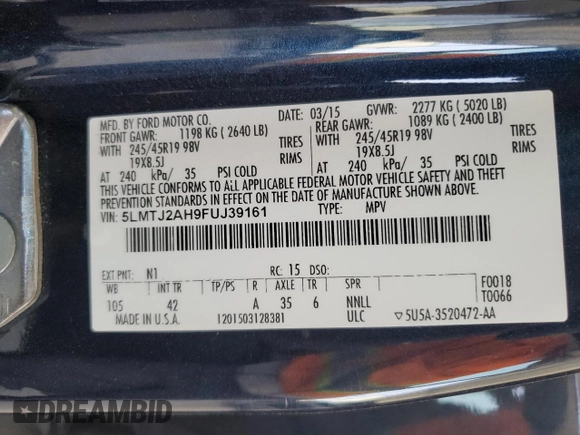 MFD. BY FORD MOTOR CO.
DATE: 03/15 GVWR: 2277 KG ( 5020 LB)
FRONT GAWR: 1198 KG ( 2640 LB) REAR GAWR: 1089 KG ( 2400 LB)
WITH 245/45R19 98V TIRES WITH 245/45R19 98V TIRES
19X8.5J RIMS 19X8.5J RIMS
AT 240 kPa/ 35 PSI COLD AT 240 kPa/ 35 PSI COLD
THIS VEHICLE CONFORMS TO ALL APPLICABLE FEDERAL MOTOR VEHICLE SAFETY AND THEFT
PREVENTION STANDARDS IN EFFECT ON THE DATE OF MANUFACTURE SHOWN ABOVE.
VIN: 5LMTJ2AH9FUJ39161 TYPE: MPV
EXT PNT: N1 RC: 15 DSO:
WB INT TR TP/PS R AXLE TR SPR
105 42 A 35 6 NNLL
F0018
T0066
MADE IN U.S.A. 1201503128381 ULC ▽5U5A-3520472-AA
DREAMBID